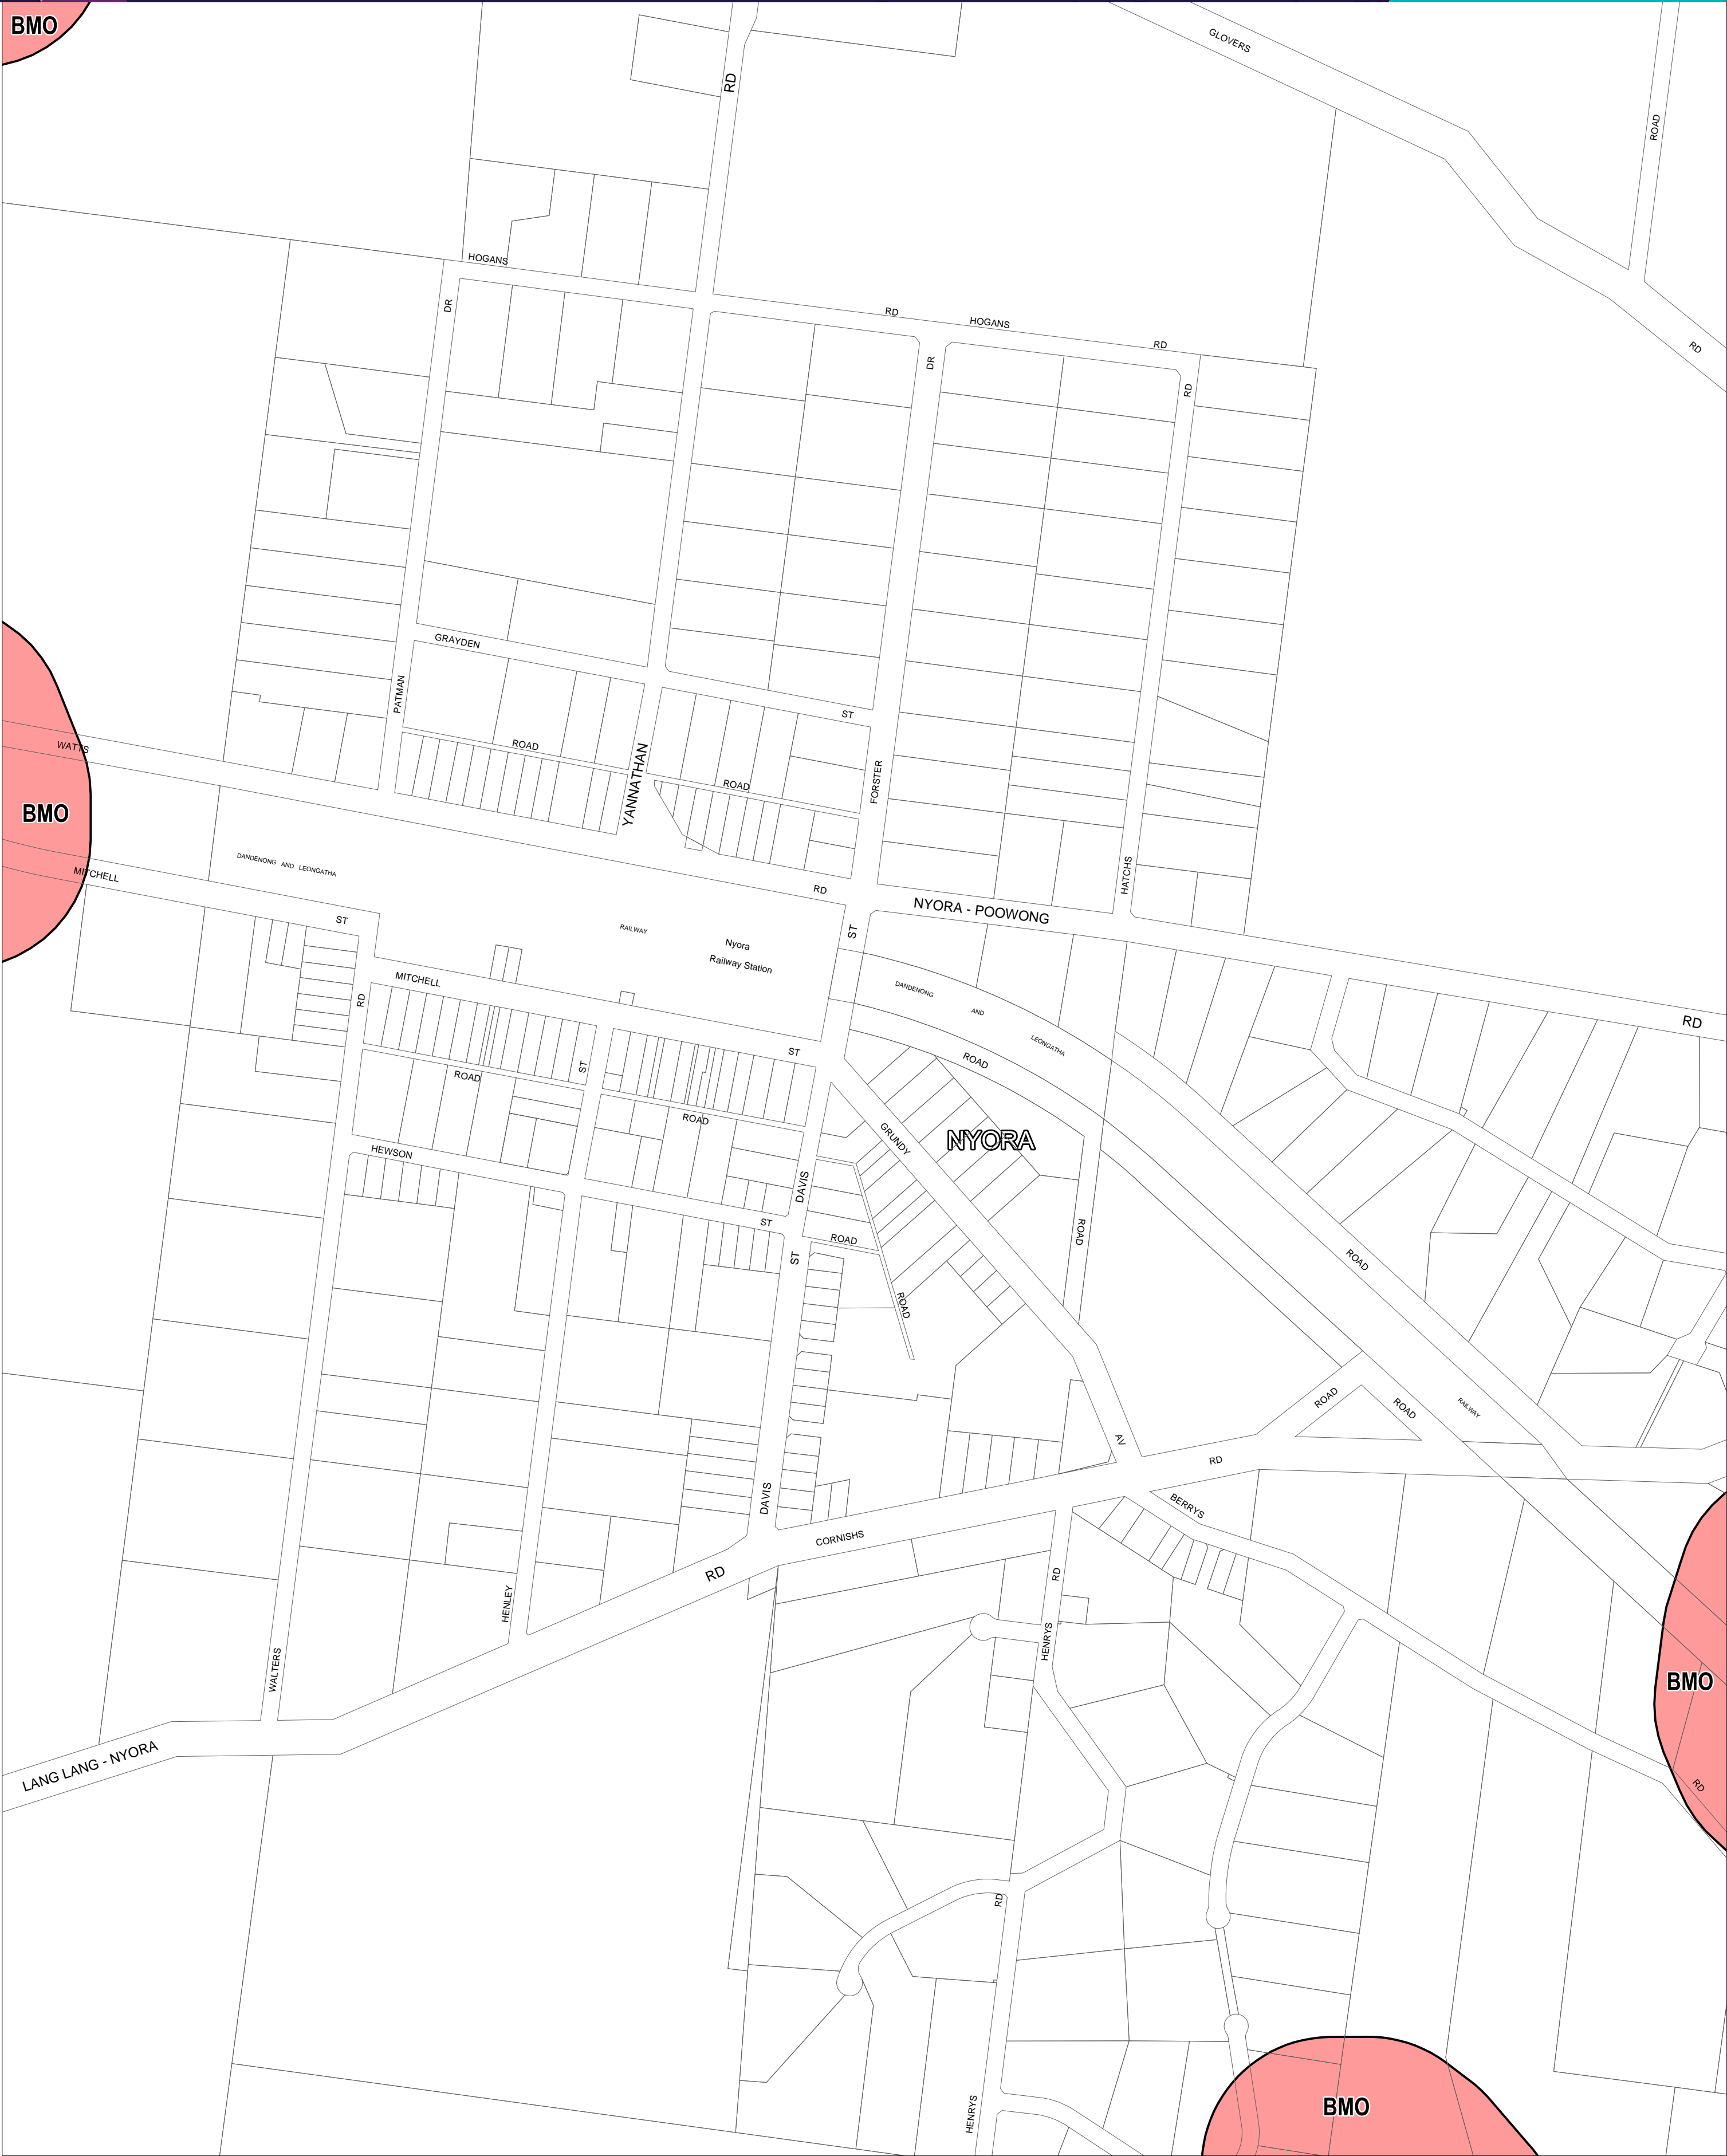 BMO
GLOVERS
RD
ROAD
HOGANS
DR
RD
HOGANS
RD
RD
DR
RD
GRAYDEN
PATMAN
ST
ROAD
WATTS
YANNATHAN
ROAD
FORSTER
BMO
DANDENONG AND LEONGATHA
MITCHELL
RD
HATCHS
NYORA - POOWONG
ST
RAILWAY
ST
Nyora
Railway Station
MITCHELL
DANDENONG
RD
AND
RD
LEONGATHA
ST
ROAD
ST
ROAD
ROAD
GRUNDY
NYORA
HEWSON
DAVIS
ST
ROAD
ROAD
ST
ROAD
ROAD
ROAD
ROAD
RAILWAY
AV
RD
DAVIS
BERRYS
CORNISHS
RD
RD
HENLEY
HENRYS
WALTERS
BMO
LANG LANG - NYORA
RD
RD
BMO
HENRYS